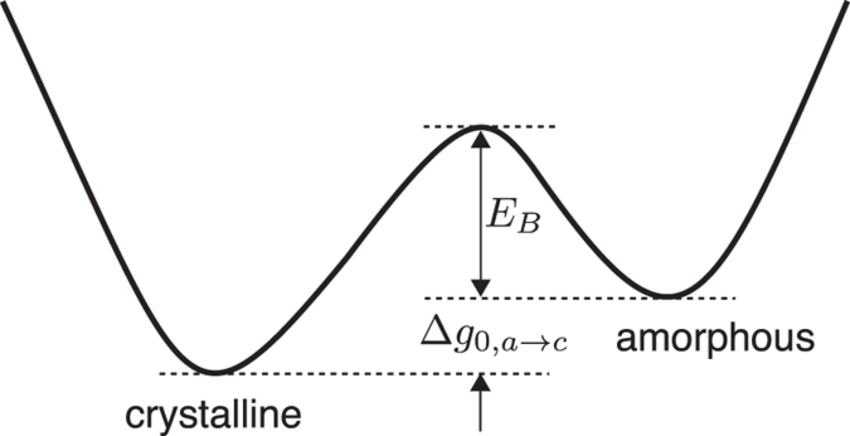 E_B
Δg_{0,a→c}
amorphous
crystalline